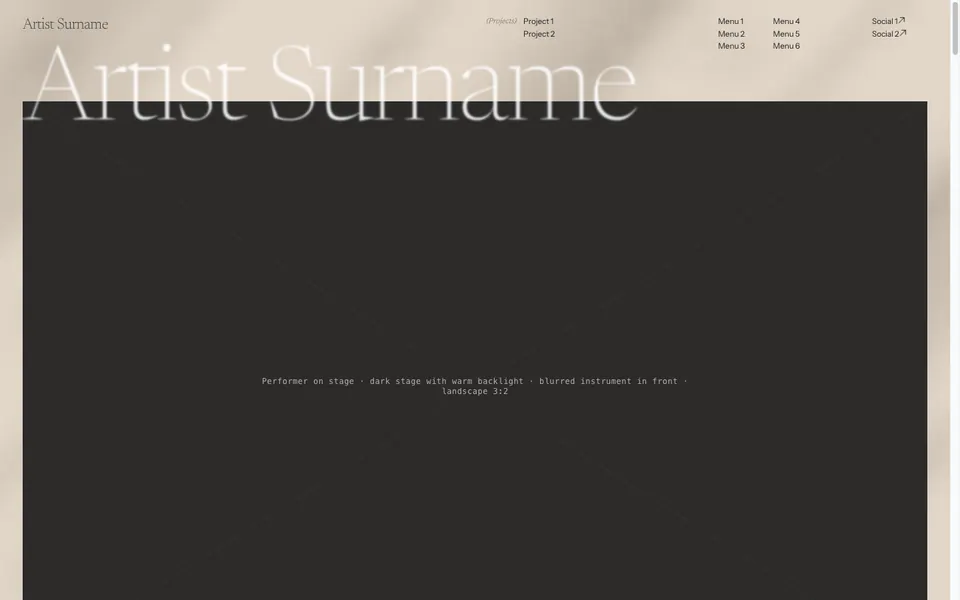 Artist Surname
(Projects)
Project 1
Project 2
Menu 1
Menu 2
Menu 3
Menu 4
Menu 5
Menu 6
Social 1↗
Social 2↗
Artist Surname
Performer on stage · dark stage with warm backlight · blurred instrument in front ·
landscape 3:2